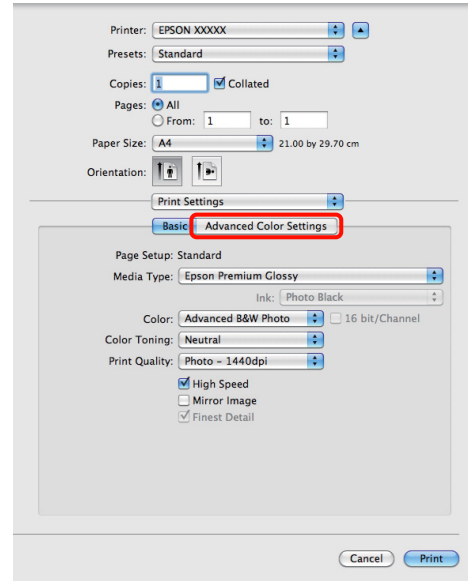 Printer: EPSON XXXXX
Presets: Standard
Copies: 1 Collated
Pages: All
From: 1 to: 1
Paper Size: A4 21.00 by 29.70 cm
Orientation:
Print Settings
Basic Advanced Color Settings
Page Setup: Standard
Media Type: Epson Premium Glossy
Ink: Photo Black
Color: Advanced B&W Photo 16 bit/Channel
Color Toning: Neutral
Print Quality: Photo - 1440dpi
High Speed
Mirror Image
Finest Detail
Cancel Print